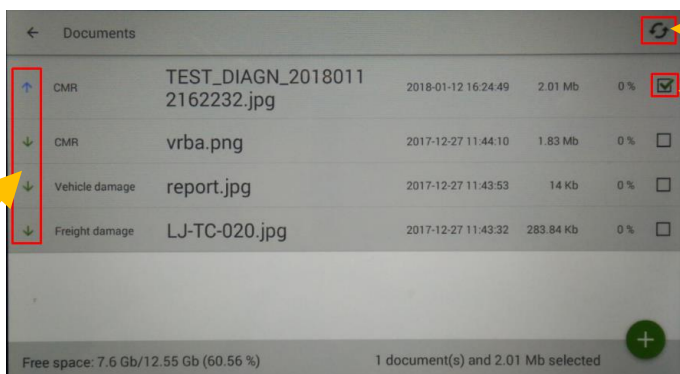 Documents
CMR TEST_DIAGN_2018011 2018-01-12 16:24:49 2.01 Mb 0 %
2162232.jpg
CMR vrba.png 2017-12-27 11:44:10 1.83 Mb 0 %
Vehicle damage report.jpg 2017-12-27 11:43:53 14 Kb 0 %
Freight damage LJ-TC-020.jpg 2017-12-27 11:43:32 283.84 Kb 0 %
Free space: 7.6 Gb/12.55 Gb (60.56 %) 1 document(s) and 2.01 Mb selected